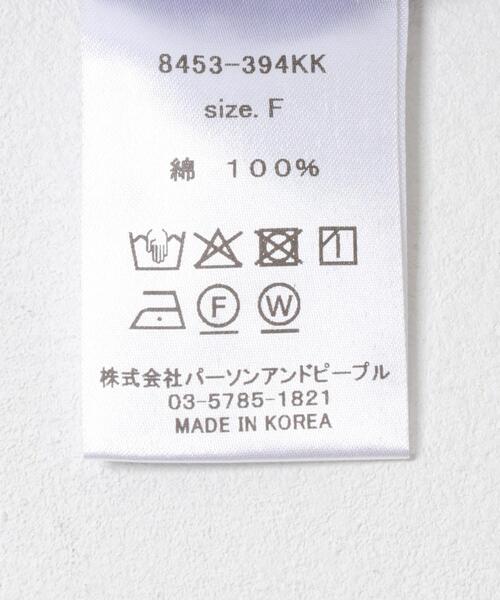 8453-394KK
size. F
綿 100%
F W
株式会社パーソンアンドピープル
03-5785-1821
MADE IN KOREA